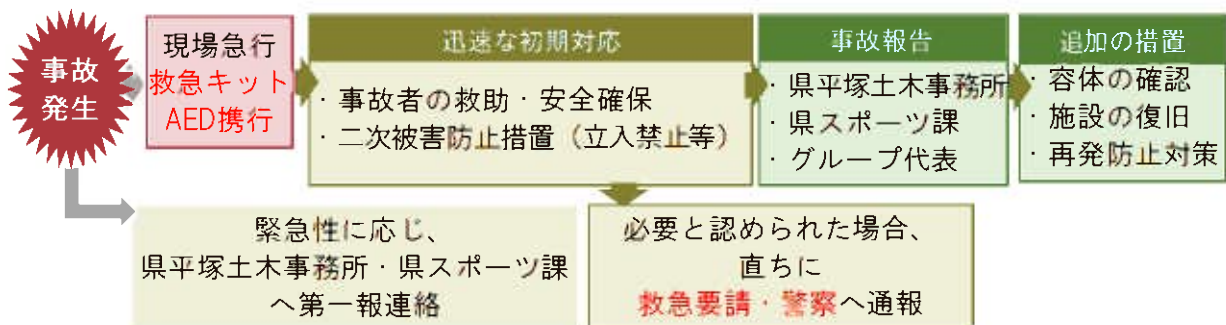 事故
発生
現場急行
救急キット
AED携行
迅速な初期対応
・事故者の救助・安全確保
・二次被害防止措置（立入禁止等）
事故報告
・県平塚土木事務所
・県スポーツ課
・グループ代表
追加の措置
・容体の確認
・施設の復旧
・再発防止対策
緊急性に応じ、
県平塚土木事務所・県スポーツ課
へ第一報連絡
必要と認められた場合、
直ちに
救急要請・警察へ通報